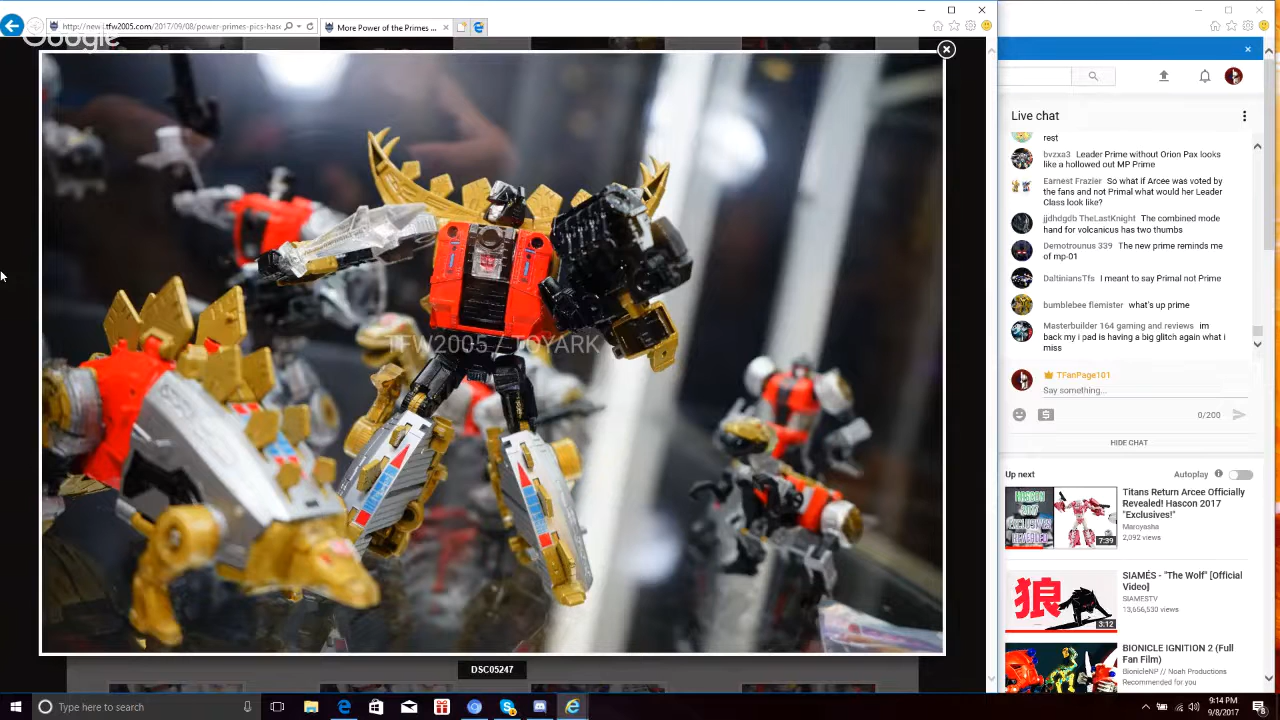 http://new.tfw2005.com/2017/09/08/power-primes-pics-hasc
More Power of the Primes ...
Google
TFW2005 / TOYARK
DSC05247
Live chat
rest
bvzxa3 Leader Prime without Orion Pax looks
like a hollowed out MP Prime
Earnest Frazier So what if Arcee was voted by
the fans and not Primal what would her Leader
Class look like?
jjdhdgdb TheLastKnight The combined mode
hand for volcanicus has two thumbs
Demotrounus 339 The new prime reminds me
of mp-01
DaltiniansTfs I meant to say Primal not Prime
bumblebee flemister what's up prime
Masterbuilder 164 gaming and reviews im
back my i pad is having a big glitch again what i
miss
TFanPage101
Say something...
0/200
HIDE CHAT
Up next
Autoplay
HASCON
2017
EXCLUSIVES
REVEALED!
7:39
Titans Return Arcee Officially
Revealed! Hascon 2017
"Exclusives!"
Maroyasha
2,092 views
狼
3:12
SIAMÉS - "The Wolf" [Official
Video]
SIAMESTV
13,656,530 views
BIONICLE IGNITION 2 (Full
Fan Film)
BionicleNP // Noah Productions
Recommended for you
Type here to search
9:14 PM
9/8/2017
8